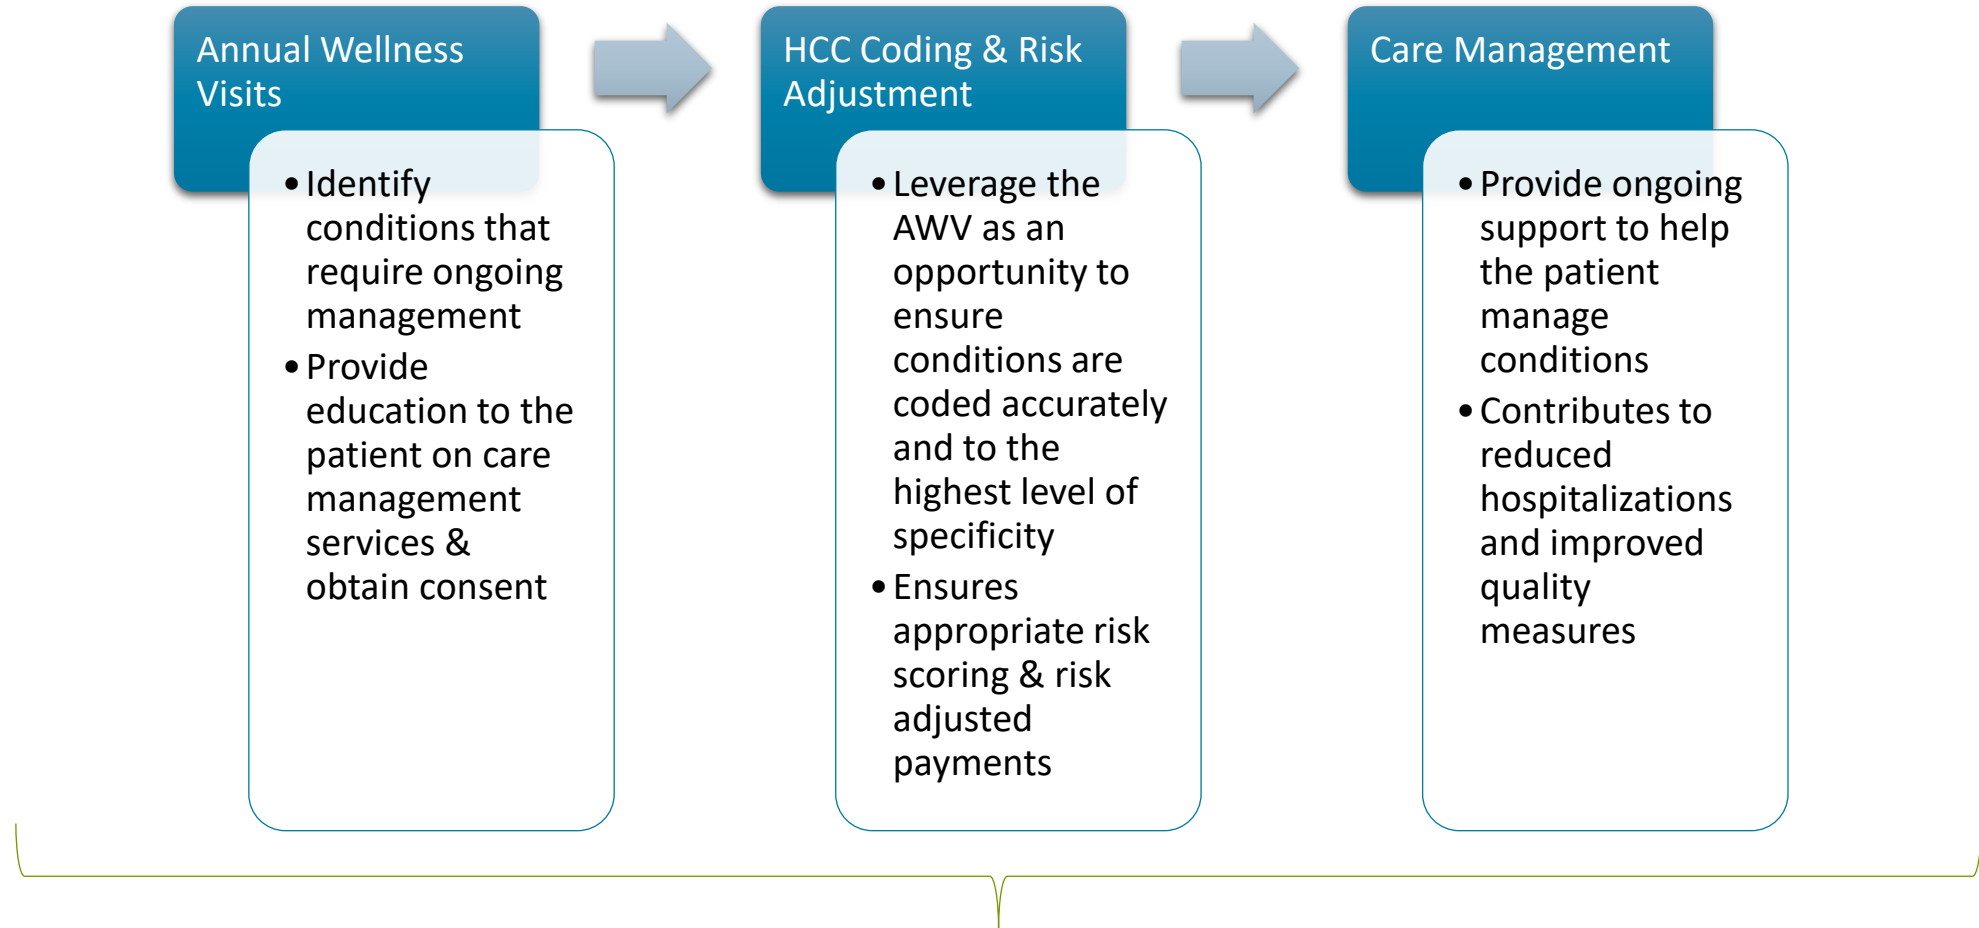 Annual Wellness
Visits
•Identify
conditions that
require ongoing
management
•Provide
education to the
patient on care
management
services &
obtain consent
HCC Coding & Risk
Adjustment
•Leverage the
AWV as an
opportunity to
ensure
conditions are
coded accurately
and to the
highest level of
specificity
•Ensures
appropriate risk
scoring & risk
adjusted
payments
Care Management
•Provide ongoing
support to help
the patient
manage
conditions
•Contributes to
reduced
hospitalizations
and improved
quality
measures